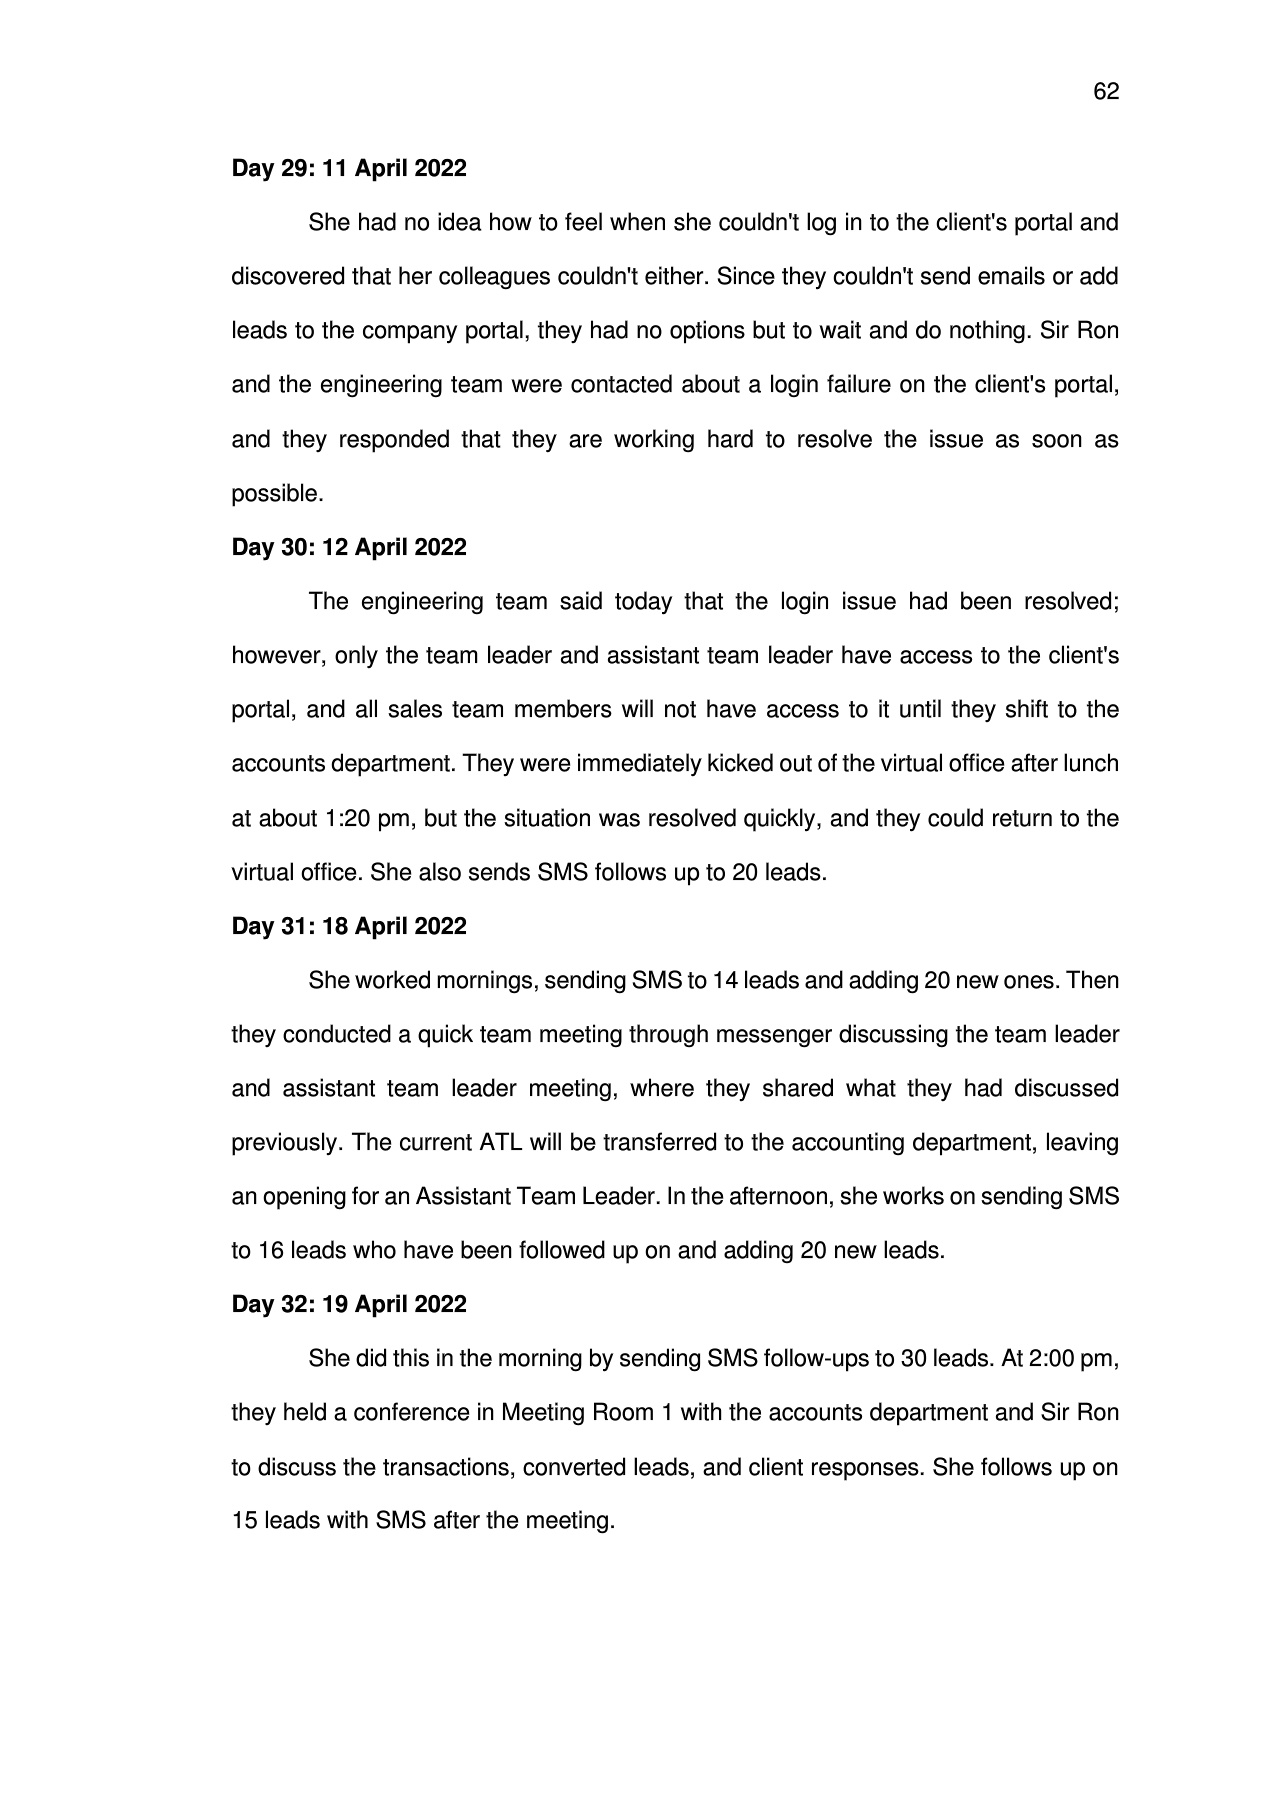 62
Day 29: 11 April 2022
She had no idea how to feel when she couldn't log in to the client's portal and
discovered that her colleagues couldn't either. Since they couldn't send emails or add
leads to the company portal, they had no options but to wait and do nothing. Sir Ron
and the engineering team were contacted about a login failure on the client's portal,
and they responded that they are working hard to resolve the issue as soon as
possible.
Day 30: 12 April 2022
The engineering team said today that the login issue had been resolved;
however, only the team leader and assistant team leader have access to the client's
portal, and all sales team members will not have access to it until they shift to the
accounts department. They were immediately kicked out of the virtual office after lunch
at about 1:20 pm, but the situation was resolved quickly, and they could return to the
virtual office. She also sends SMS follows up to 20 leads.
Day 31: 18 April 2022
She worked mornings, sending SMS to 14 leads and adding 20 new ones. Then
they conducted a quick team meeting through messenger discussing the team leader
and assistant team leader meeting, where they shared what they had discussed
previously. The current ATL will be transferred to the accounting department, leaving
an opening for an Assistant Team Leader. In the afternoon, she works on sending SMS
to 16 leads who have been followed up on and adding 20 new leads.
Day 32: 19 April 2022
She did this in the morning by sending SMS follow-ups to 30 leads. At 2:00 pm,
they held a conference in Meeting Room 1 with the accounts department and Sir Ron
to discuss the transactions, converted leads, and client responses. She follows up on
15 leads with SMS after the meeting.